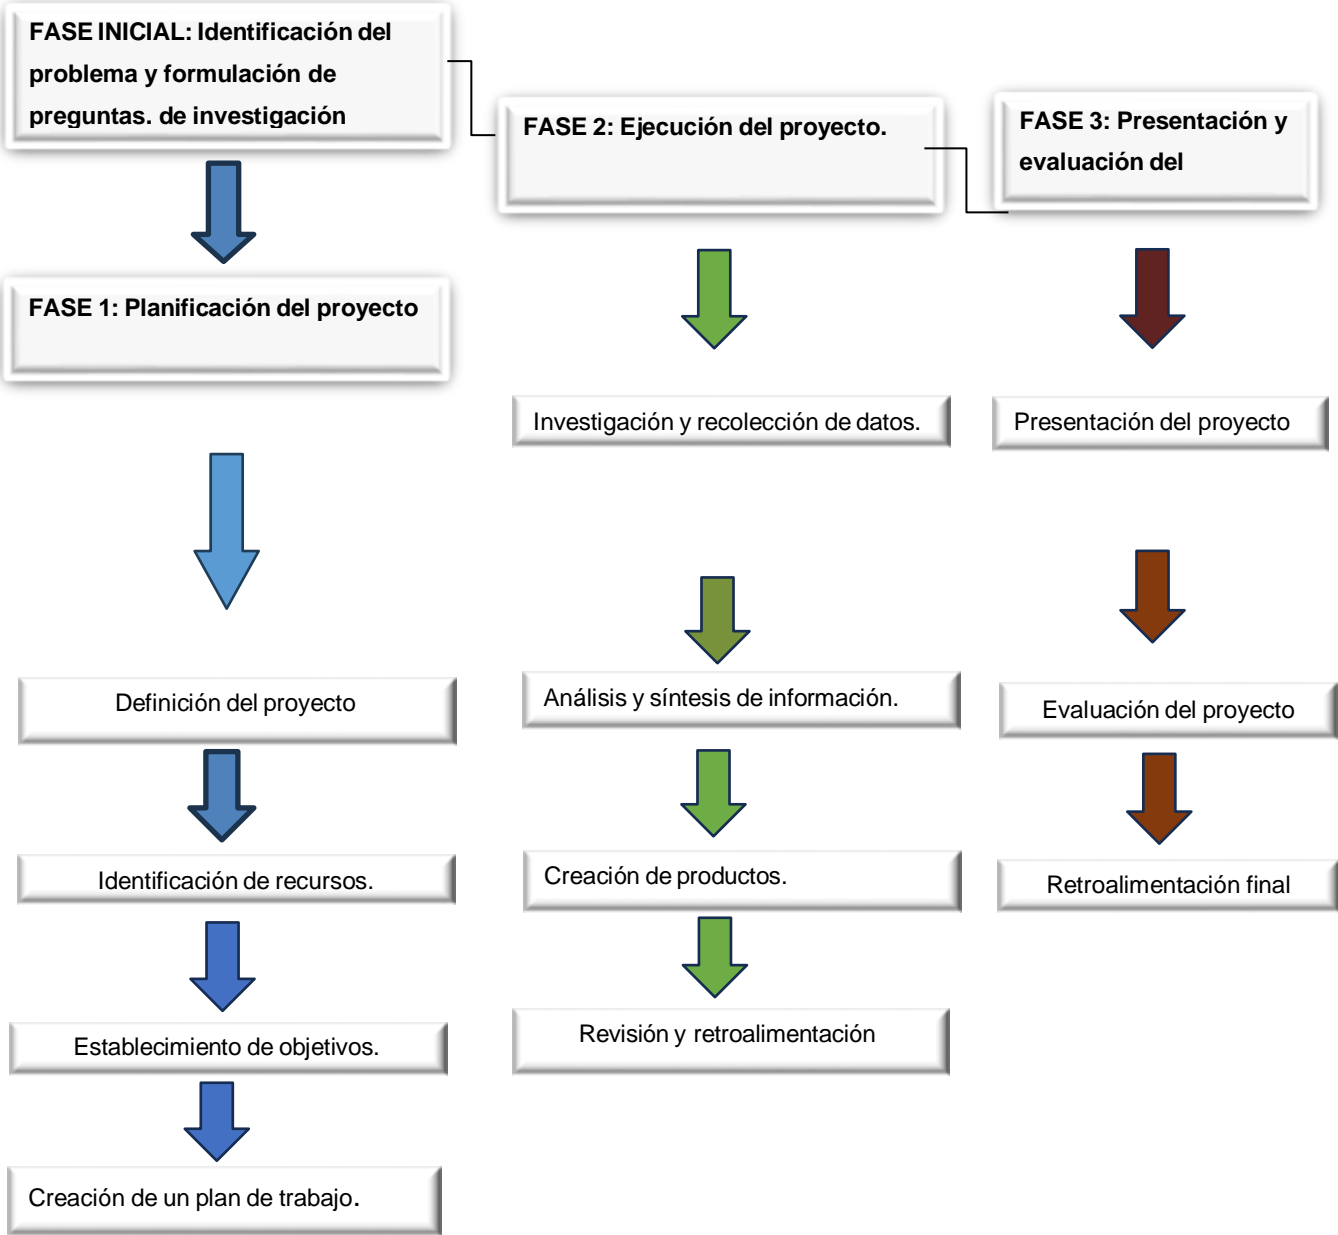 FASE INICIAL: Identificación del
problema y formulación de
preguntas. de investigación
FASE 1: Planificación del proyecto
Definición del proyecto
Identificación de recursos.
Establecimiento de objetivos.
Creación de un plan de trabajo.
FASE 2: Ejecución del proyecto.
Investigación y recolección de datos.
Análisis y síntesis de información.
Creación de productos.
Revisión y retroalimentación
FASE 3: Presentación y
evaluación del
Presentación del proyecto
Evaluación del proyecto
Retroalimentación final